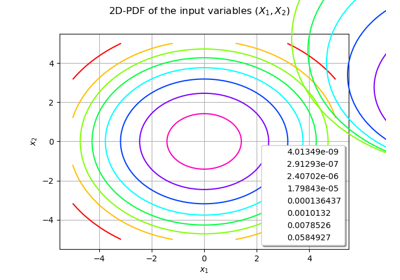 2D-PDF of the input variables (X₁, X₂)
x₂
4
2
0
−2
−4
−4
−2
0
2
4
x₁
4.01349e-09
2.91293e-07
2.40702e-06
1.79843e-05
0.000136437
0.0010132
0.0078526
0.0584927